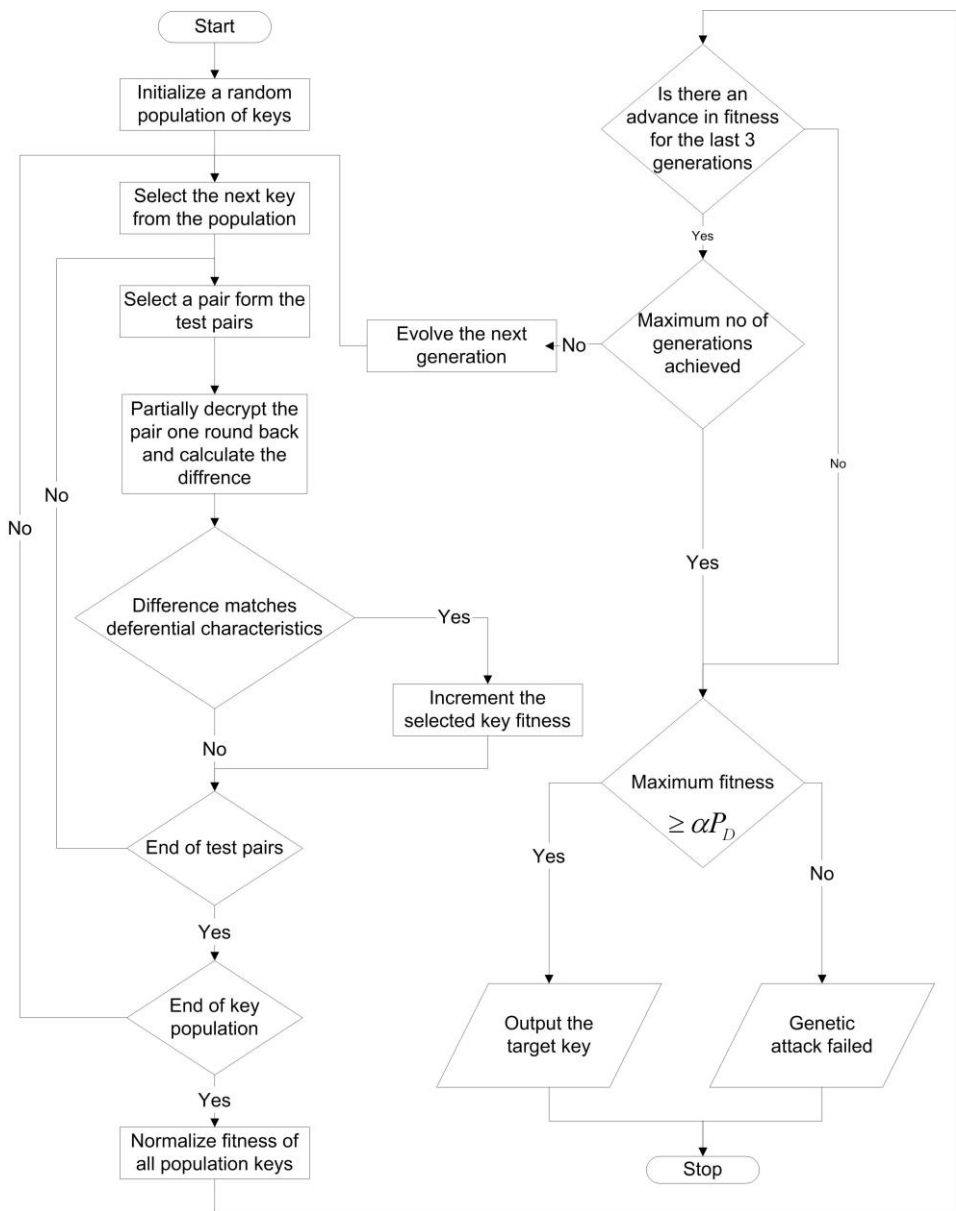 Start
Initialize a random
population of keys
Select the next key
from the population
Select a pair form the
test pairs
Partially decrypt the
pair one round back
and calculate the
diffrence
No
No
Difference matches
deferential characteristics
Yes
Increment the
selected key fitness
No
End of test pairs
Yes
End of key
population
Yes
Normalize fitness of
all population keys
Is there an
advance in fitness
for the last 3
generations
Yes
Maximum no of
generations
achieved
No
Evolve the next
generation
No
Yes
Maximum fitness
≥ αP_D
Yes
No
Output the
target key
Genetic
attack failed
Stop